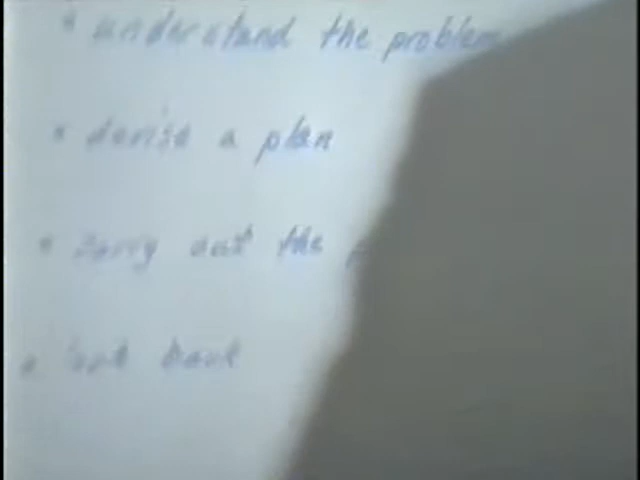 * understand the problem
* devise a plan
* carry out the
* look back